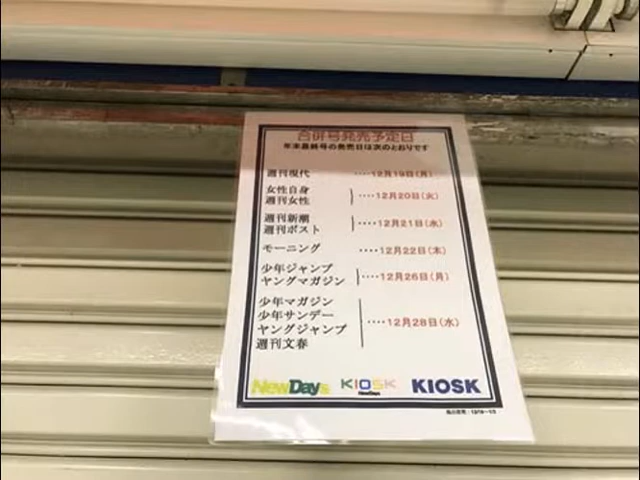 合併号発売予定日
年末最終号の発売日は次のとおりです
週刊現代 ････12月19日(月)
女性自身
週刊女性 ････12月20日(火)
週刊新潮
週刊ポスト ････12月21日(水)
モーニング ････12月22日(木)
少年ジャンプ
ヤングマガジン ････12月26日(月)
少年マガジン
少年サンデー
ヤングジャンプ ････12月28日(水)
週刊文春
NewDays KIOSK NewDays KIOSK